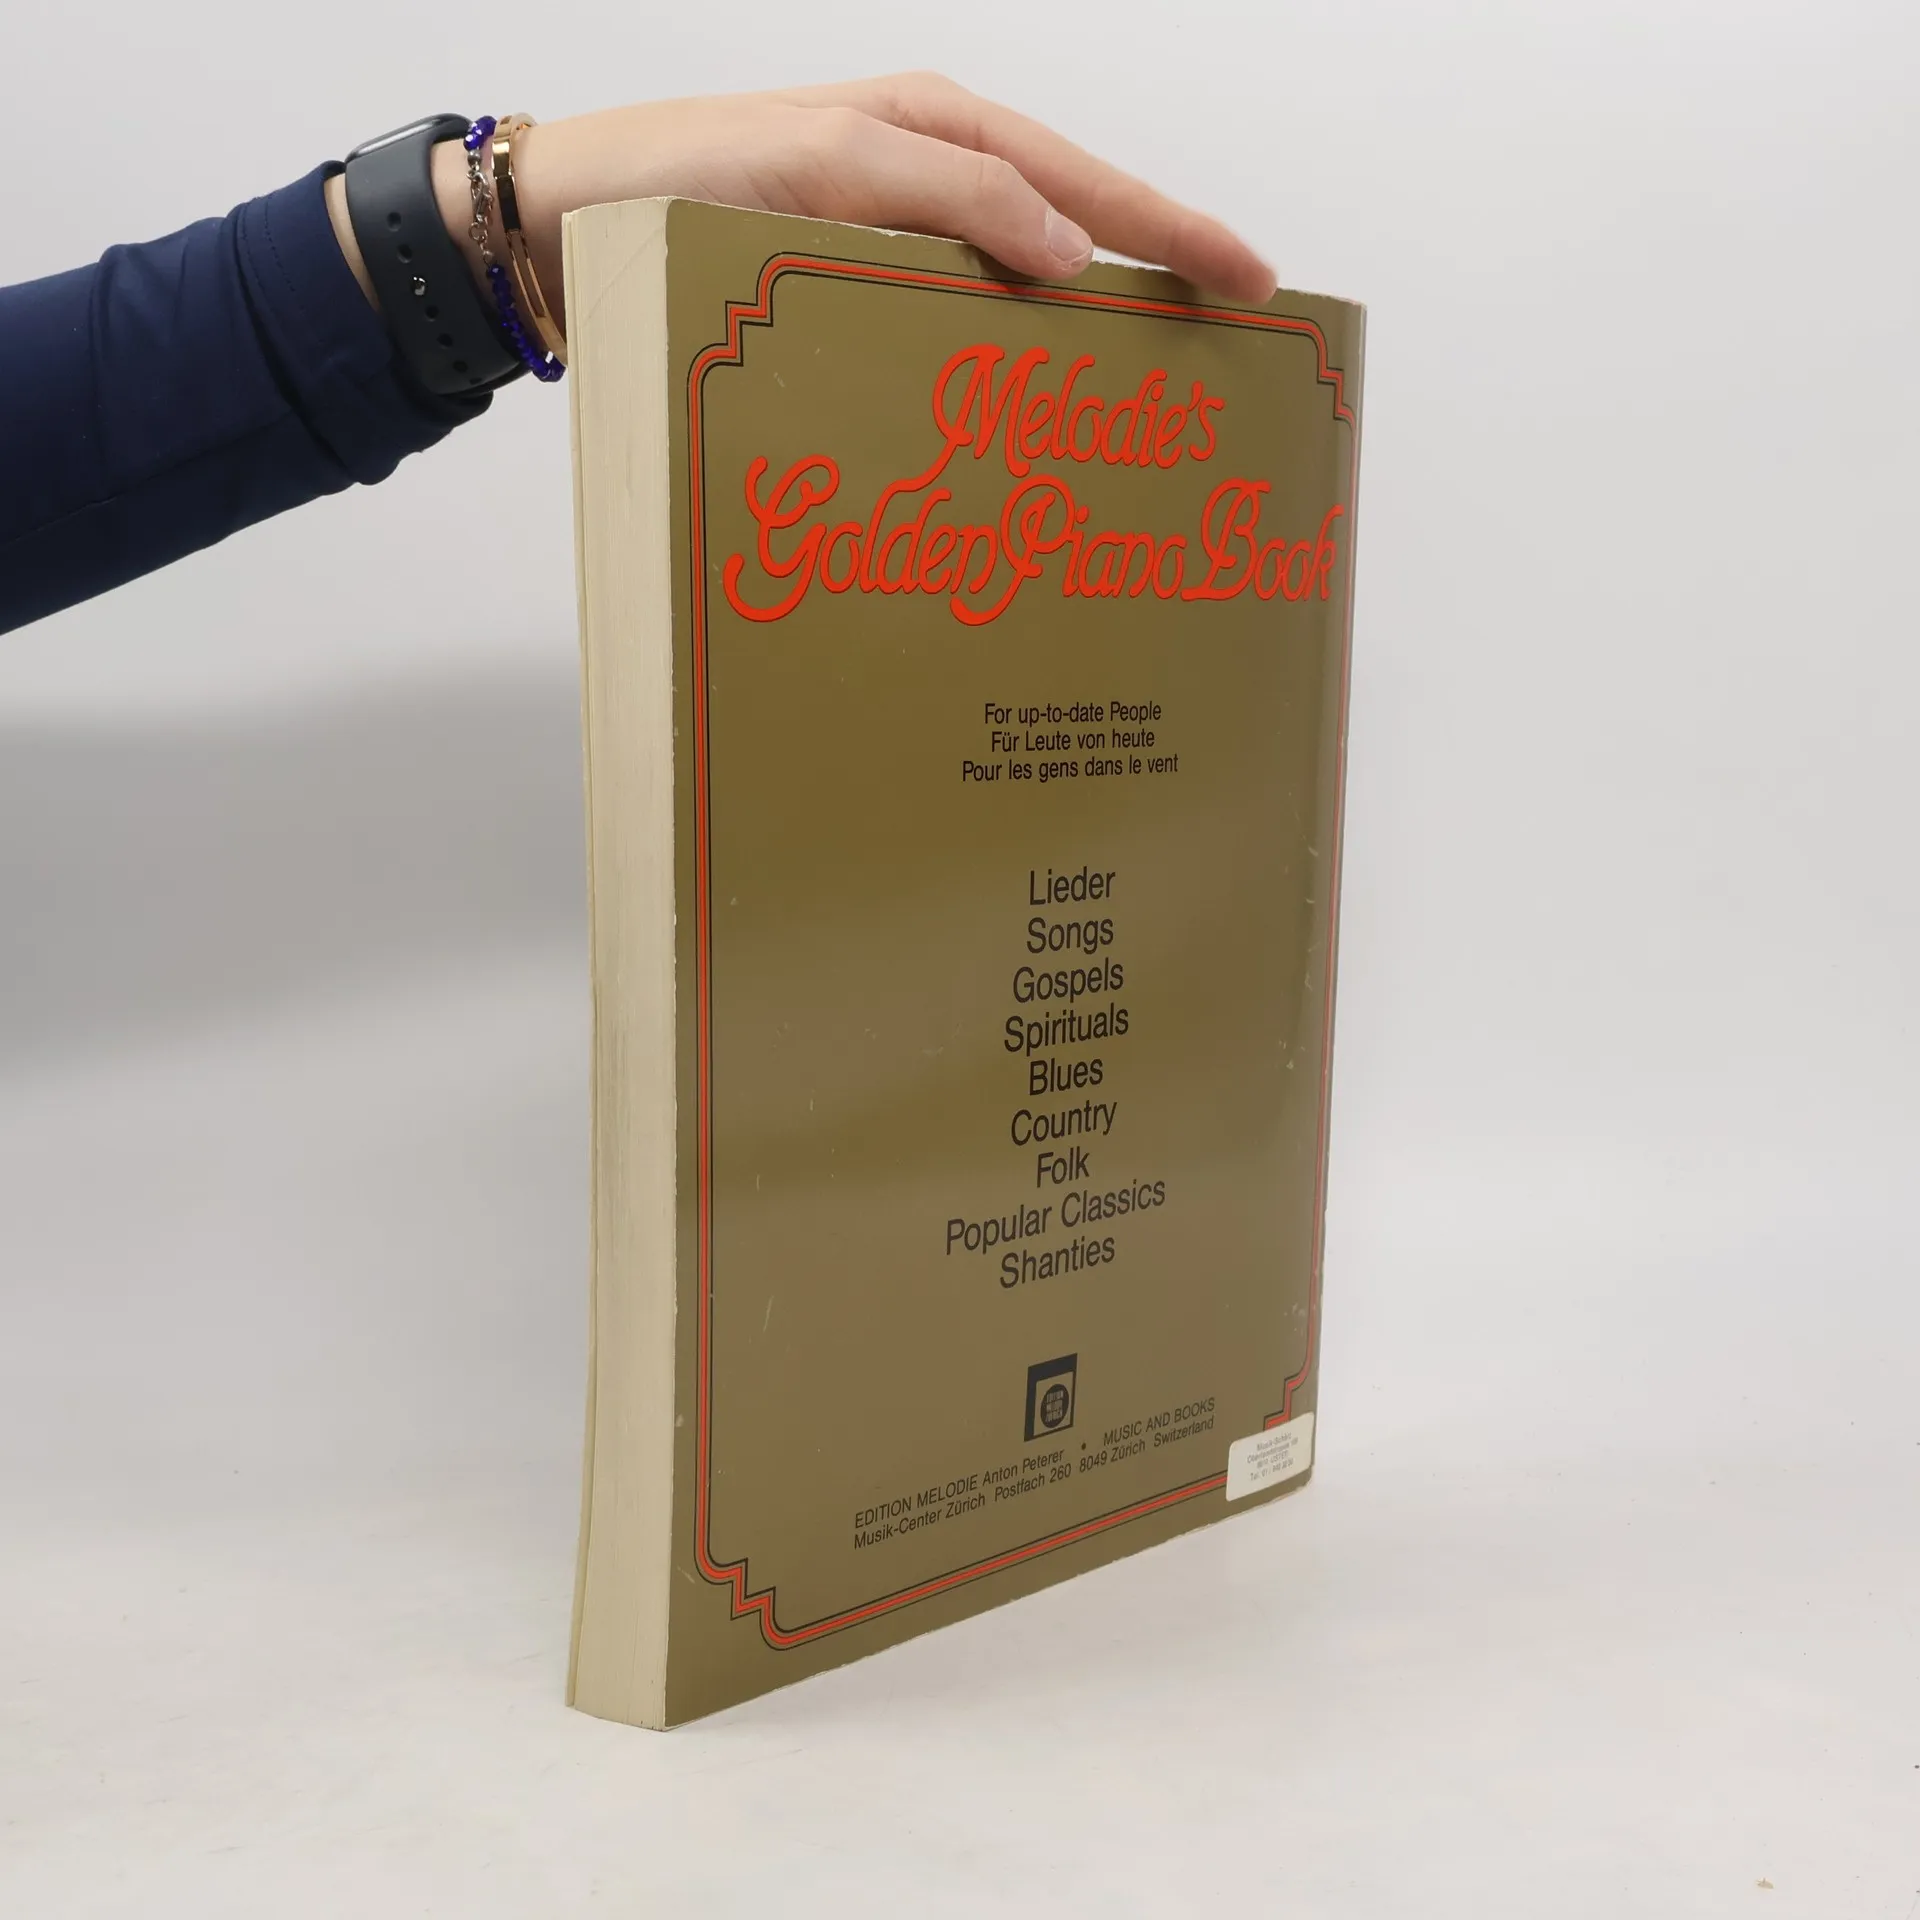 Melodie's
Golden Piano Book
For up-to-date People
Für Leute von heute
Pour les gens dans le vent
Lieder
Songs
Gospels
Spirituals
Blues
Country
Folk
Popular Classics
Shanties
EDITION MELODIE Anton Peterer • MUSIC AND BOOKS
Musik-Center Zürich Postfach 260 8049 Zürich Switzerland